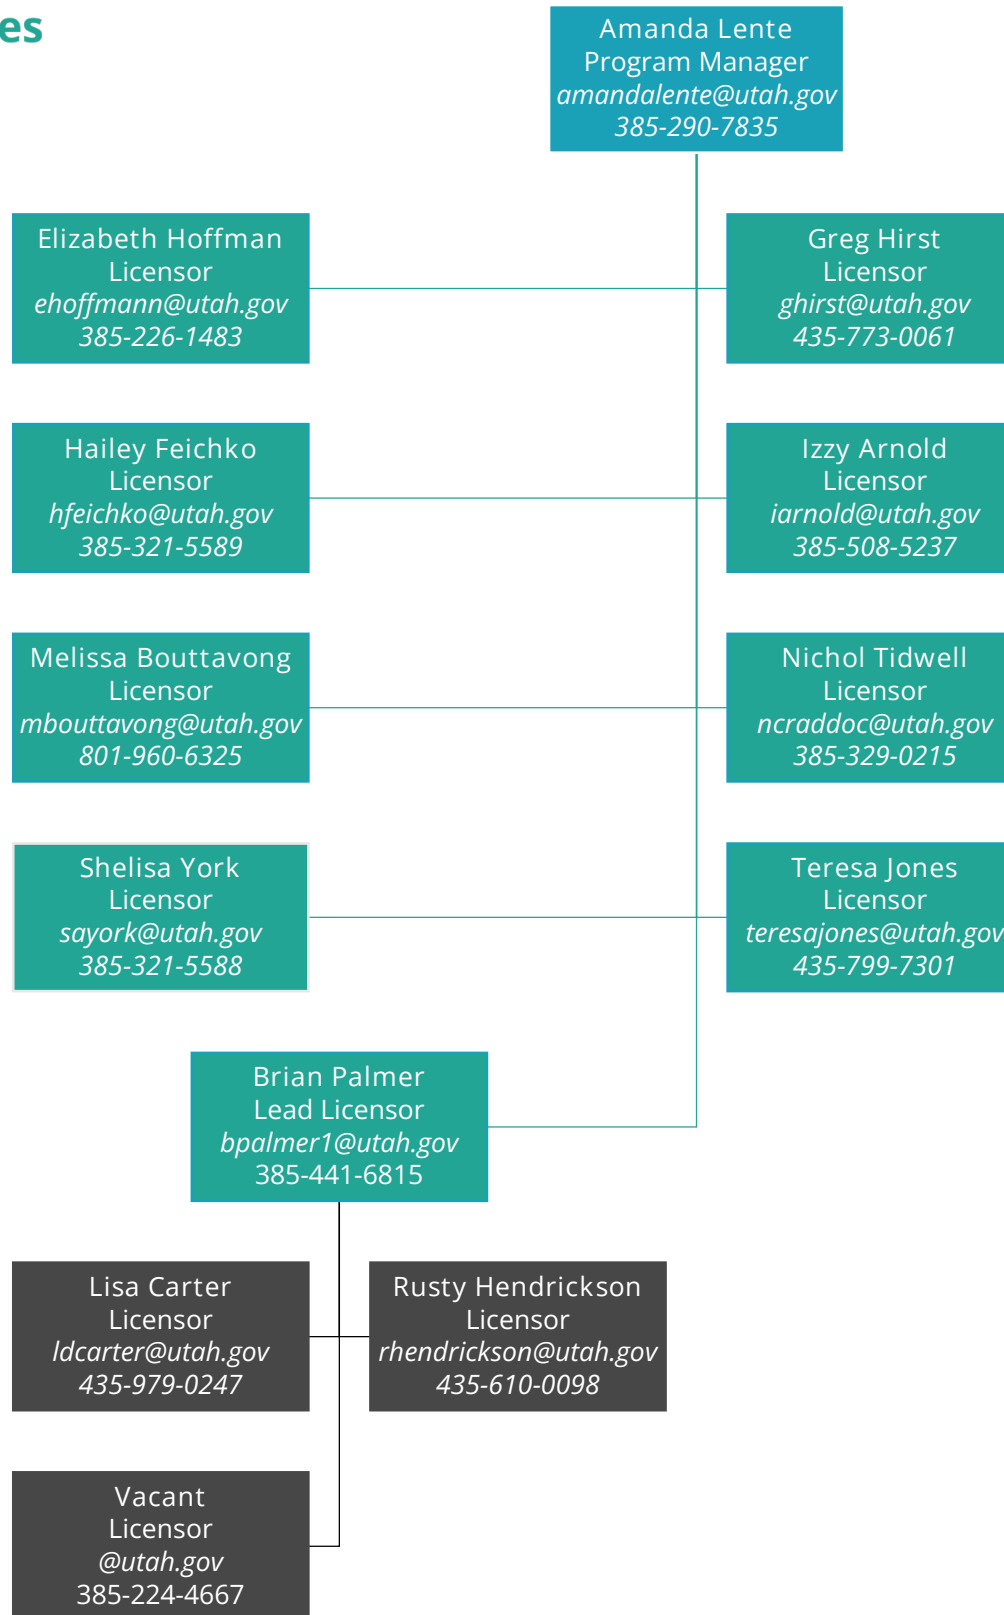 es
Amanda Lente
Program Manager
amandalente@utah.gov
385-290-7835
Elizabeth Hoffman
Licensor
ehoffmann@utah.gov
385-226-1483
Greg Hirst
Licensor
ghirst@utah.gov
435-773-0061
Hailey Feichko
Licensor
hfeichko@utah.gov
385-321-5589
Izzy Arnold
Licensor
iarnold@utah.gov
385-508-5237
Melissa Bouttavong
Licensor
mbouttavong@utah.gov
801-960-6325
Nichol Tidwell
Licensor
ncraddoc@utah.gov
385-329-0215
Shelisa York
Licensor
sayork@utah.gov
385-321-5588
Teresa Jones
Licensor
teresajones@utah.gov
435-799-7301
Brian Palmer
Lead Licensor
bpalmer1@utah.gov
385-441-6815
Lisa Carter
Licensor
ldcarter@utah.gov
435-979-0247
Rusty Hendrickson
Licensor
rhendrickson@utah.gov
435-610-0098
Vacant
Licensor
@utah.gov
385-224-4667